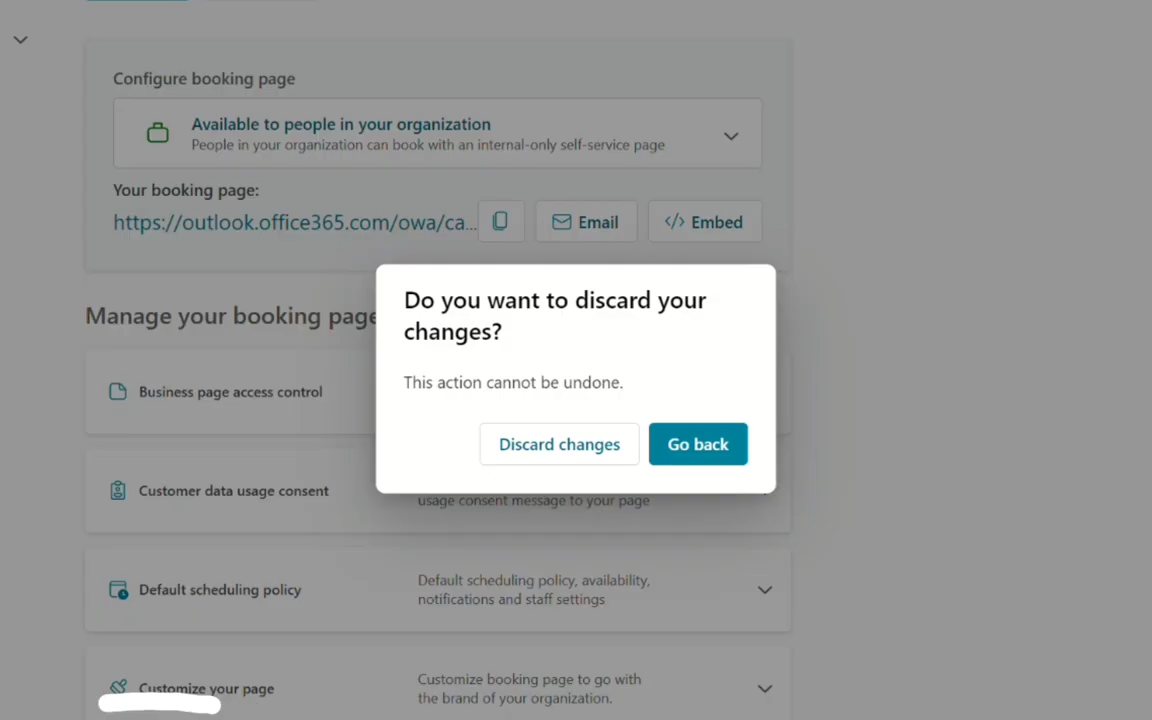 Configure booking page
Available to people in your organization
People in your organization can book with an internal-only self-service page
Your booking page:
https://outlook.office365.com/owa/ca...
Email
</> Embed
Do you want to discard your
changes?
This action cannot be undone.
Discard changes
Go back
Manage your booking page
Business page access control
Customer data usage consent
usage consent message to your page
Default scheduling policy
Default scheduling policy, availability,
notifications and staff settings
Customize your page
Customize booking page to go with
the brand of your organization.